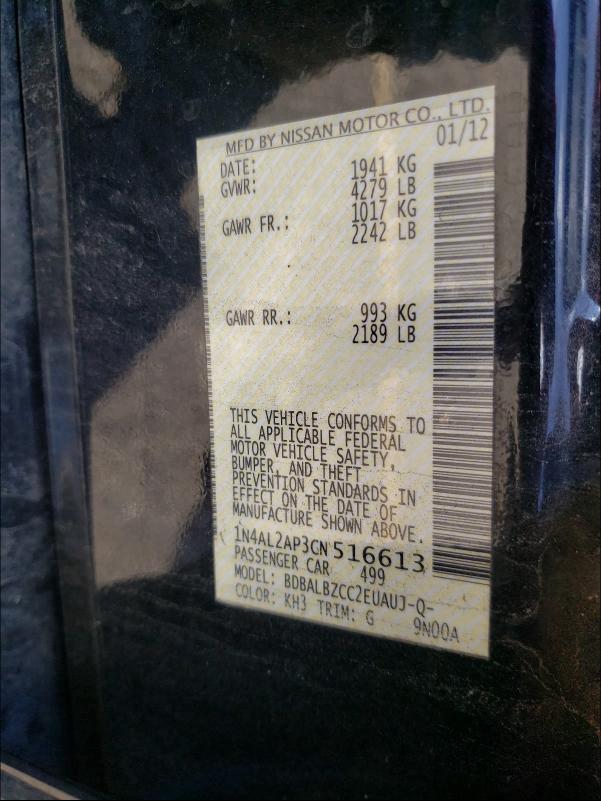 MFD BY NISSAN MOTOR CO., LTD.
DATE: 01/12
GVWR: 1941 KG
4279 LB
GAWR FR.: 1017 KG
2242 LB
GAWR RR.: 993 KG
2189 LB
THIS VEHICLE CONFORMS TO
ALL APPLICABLE FEDERAL
MOTOR VEHICLE SAFETY,
BUMPER, AND THEFT
PREVENTION STANDARDS IN
EFFECT ON THE DATE OF
MANUFACTURE SHOWN ABOVE.
1N4AL2AP3CN516613
PASSENGER CAR 499
MODEL: BDBALBZCC2EUAUJ-Q-
COLOR: KH3 TRIM: G 9N00A